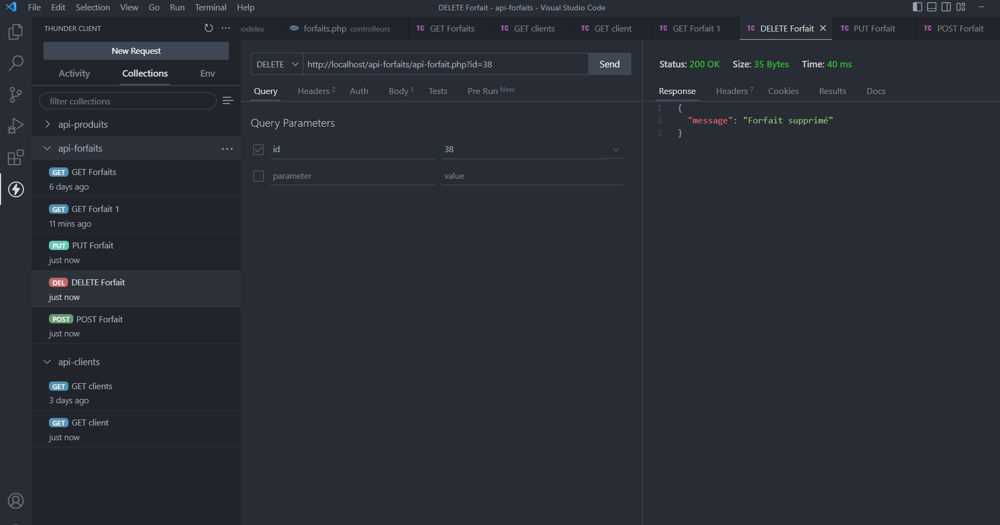 File Edit Selection View Go Run Terminal Help
DELETE Forfait - api-forfaits - Visual Studio Code
THUNDER CLIENT
New Request
Activity Collections Env
filter collections
api-produits
api-forfaits
GET GET Forfaits
6 days ago
GET GET Forfait 1
11 mins ago
PUT PUT Forfait
just now
DEL DELETE Forfait
just now
POST POST Forfait
just now
api-clients
GET GET clients
3 days ago
GET GET client
just now
forfaits.php controlleurs TC GET Forfaits TC GET clients TC GET client TC GET Forfait 1 TC DELETE Forfait TC PUT Forfait TC POST Forfait
DELETE http://localhost/api-forfaits/api-forfait.php?id=38 Send
Query Headers 2 Auth Body 1 Tests Pre Run New
Query Parameters
id 38
parameter value
Status: 200 OK Size: 35 Bytes Time: 40 ms
Response Headers 7 Cookies Results Docs
1 {
2 "message": "Forfait supprimé"
3 }